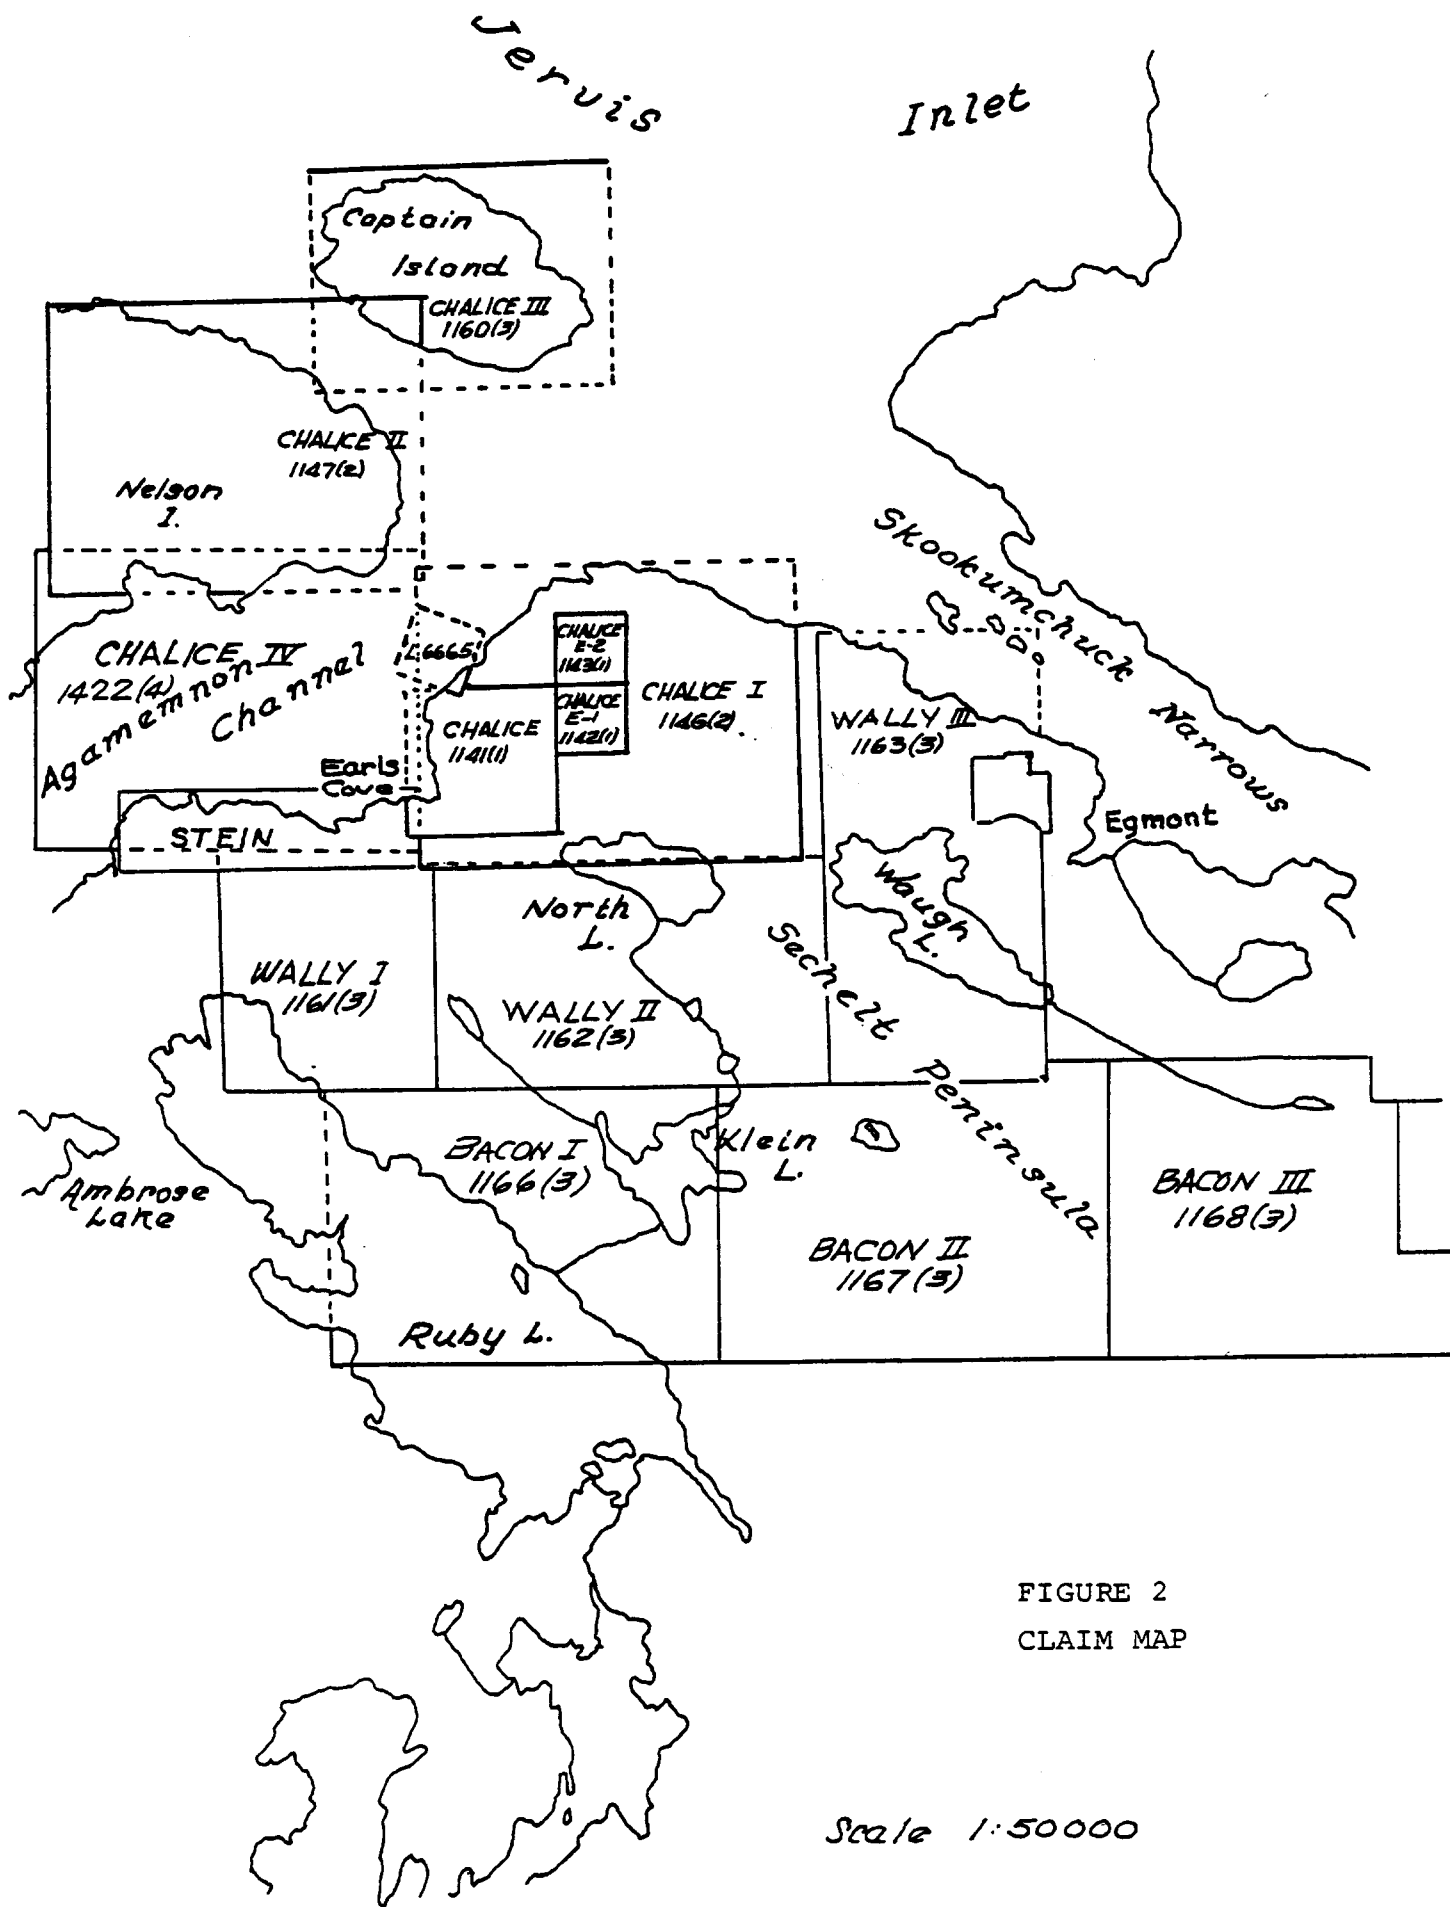 Jervis
Inlet
Captain
Island
CHALICE III
1160(3)
CHALICE II
1147(2)
Nelson
I.
Skookumchuck Narrows
CHALICE IV
1422(4)
Agamemnon
Channel
L6665
CHALICE
E-2
1143(1)
CHALICE
E-1
1142(1)
CHALICE I
1146(2)
CHALICE
1141(1)
WALLY III
1163(3)
Earls
Cove
STEIN
Egmont
Waugh
L.
North
L.
Sechelt Peninsula
WALLY I
1161(3)
WALLY II
1162(3)
BACON I
1166(3)
Klein
L.
Ambrose
Lake
BACON III
1168(3)
BACON II
1167(3)
Ruby L.
FIGURE 2
CLAIM MAP
Scale 1:50000